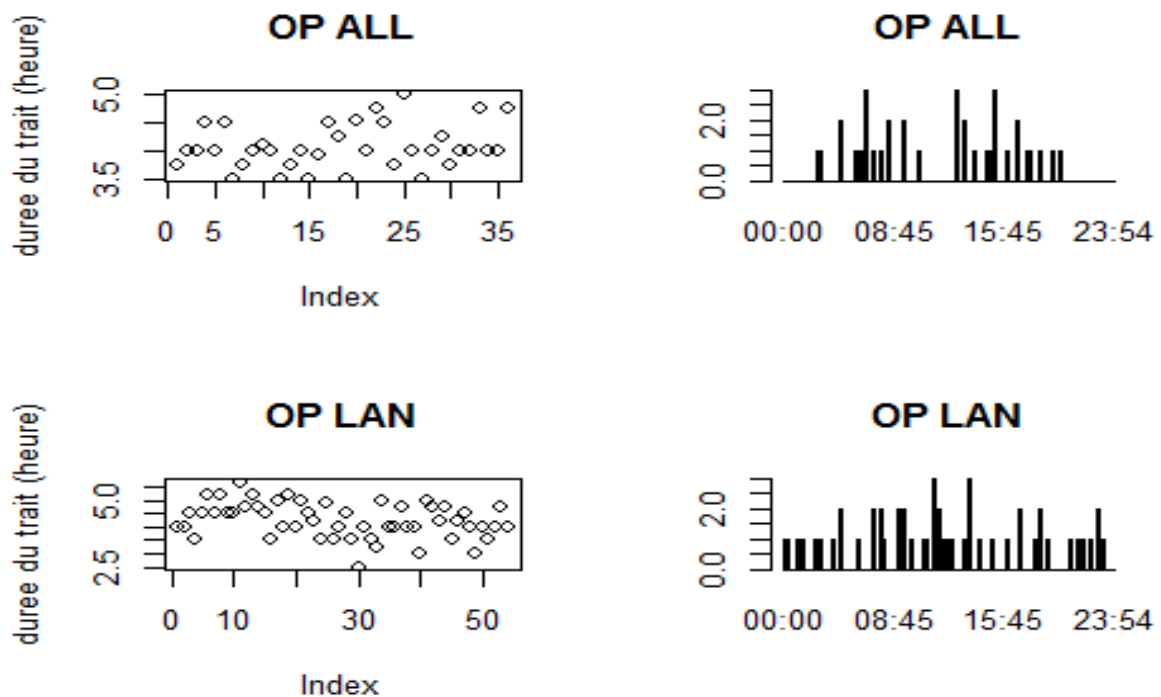 OP ALL
duree du trait (heure)
5.0
3.5
0 5 15 25 35
Index
OP ALL
2.0
0.0
00:00 08:45 15:45 23:54
OP LAN
duree du trait (heure)
5.0
2.5
0 10 30 50
Index
OP LAN
2.0
0.0
00:00 08:45 15:45 23:54